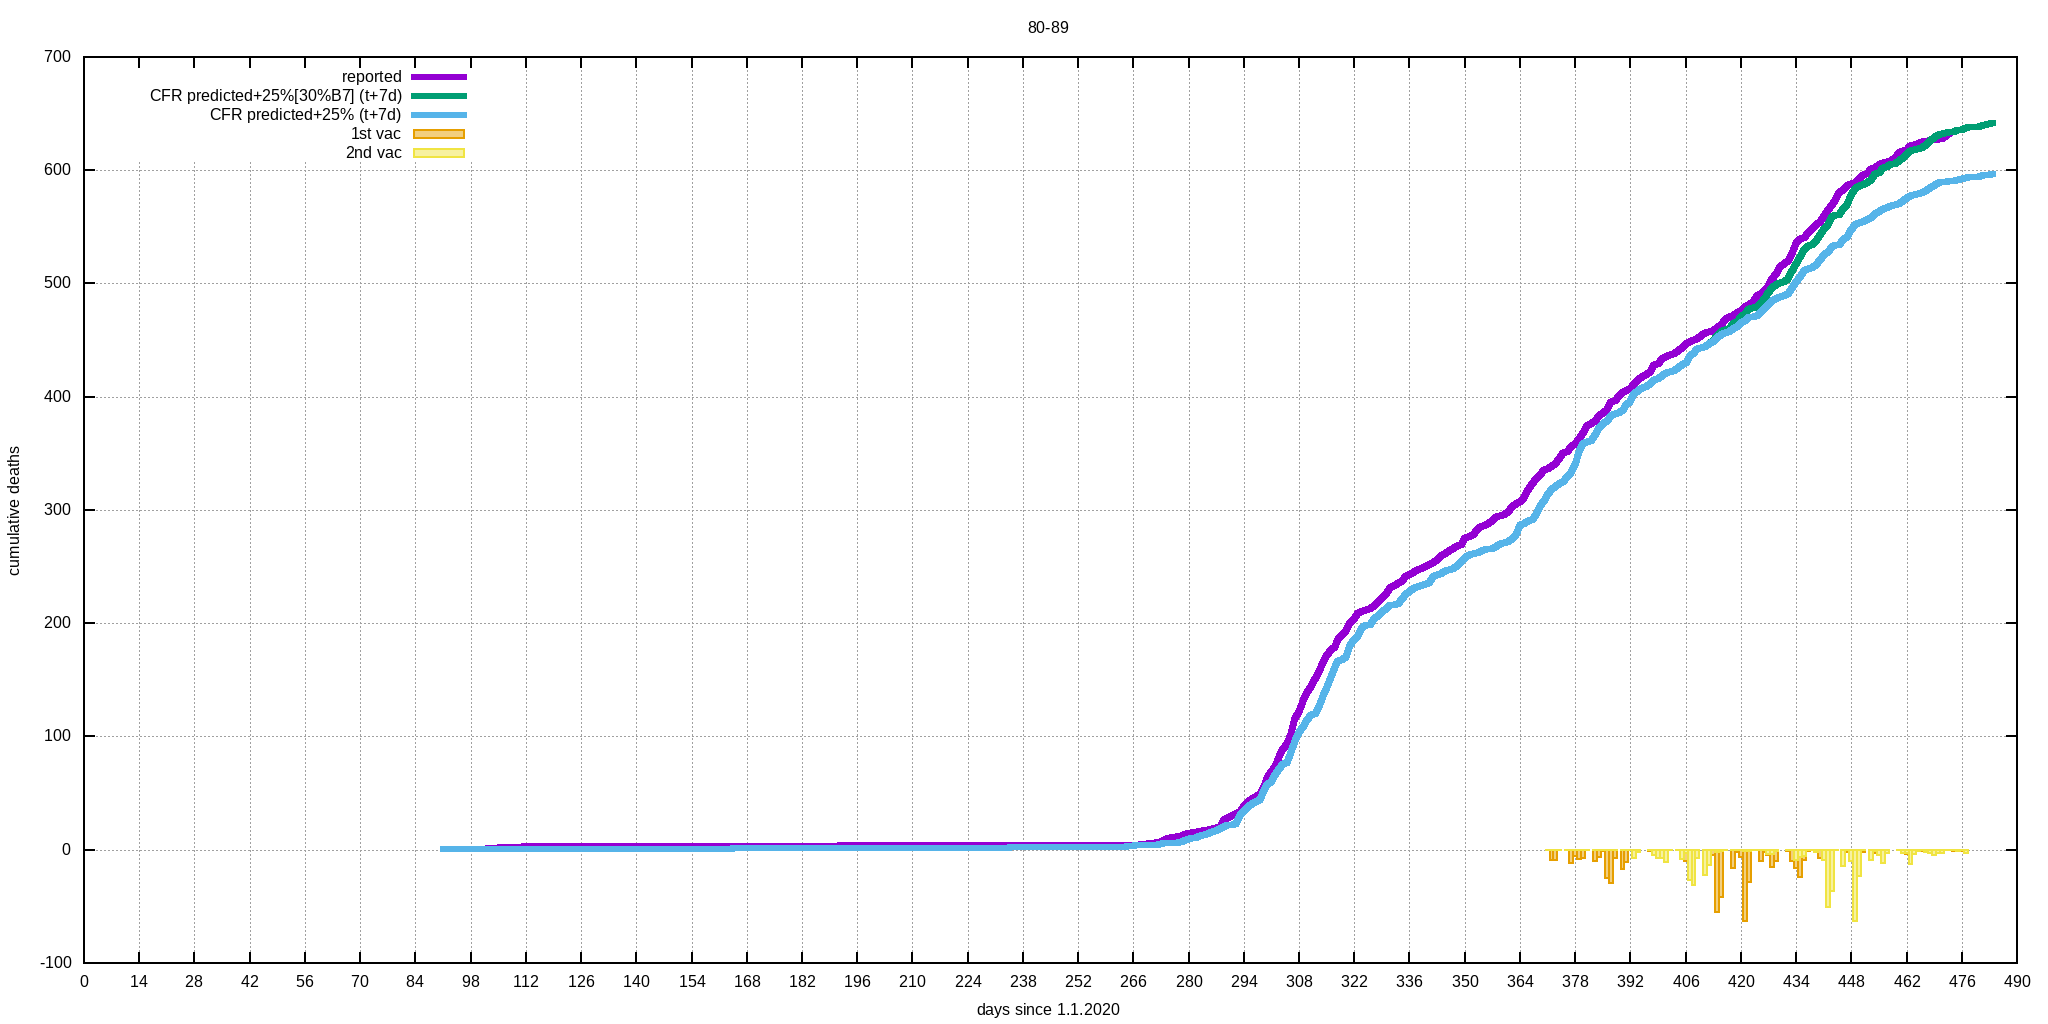 80-89
700
600
500
400
300
200
100
0
-100
cumulative deaths
reported
CFR predicted+25%[30%B7] (t+7d)
CFR predicted+25% (t+7d)
1st vac
2nd vac
0 14 28 42 56 70 84 98 112 126 140 154 168 182 196 210 224 238 252 266 280 294 308 322 336 350 364 378 392 406 420 434 448 462 476 490
days since 1.1.2020